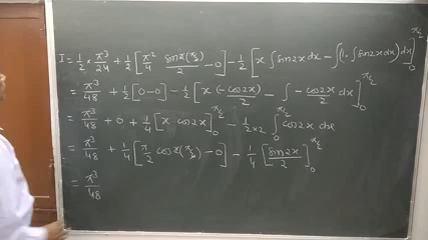 I = 1/2 × π³/24 + 1/2 [π²/4 sin2(π/2)/2 − 0] − 1/2 [x ∫ sin2x dx − ∫(1·∫ sin2x dx) dx]₀^{π/2}
= π³/48 + 1/2 [0 − 0] − 1/2 [x (−cos2x)/2 − ∫ −cos2x/2 dx]₀^{π/2}
= π³/48 + 0 + 1/4 [x cos2x]₀^{π/2} − 1/(2×2) ∫₀^{π/2} cos2x dx
= π³/48 + 1/4 [π/2 cos2(π/2) − 0] − 1/4 [sin2x/2]₀^{π/2}
= π³/48